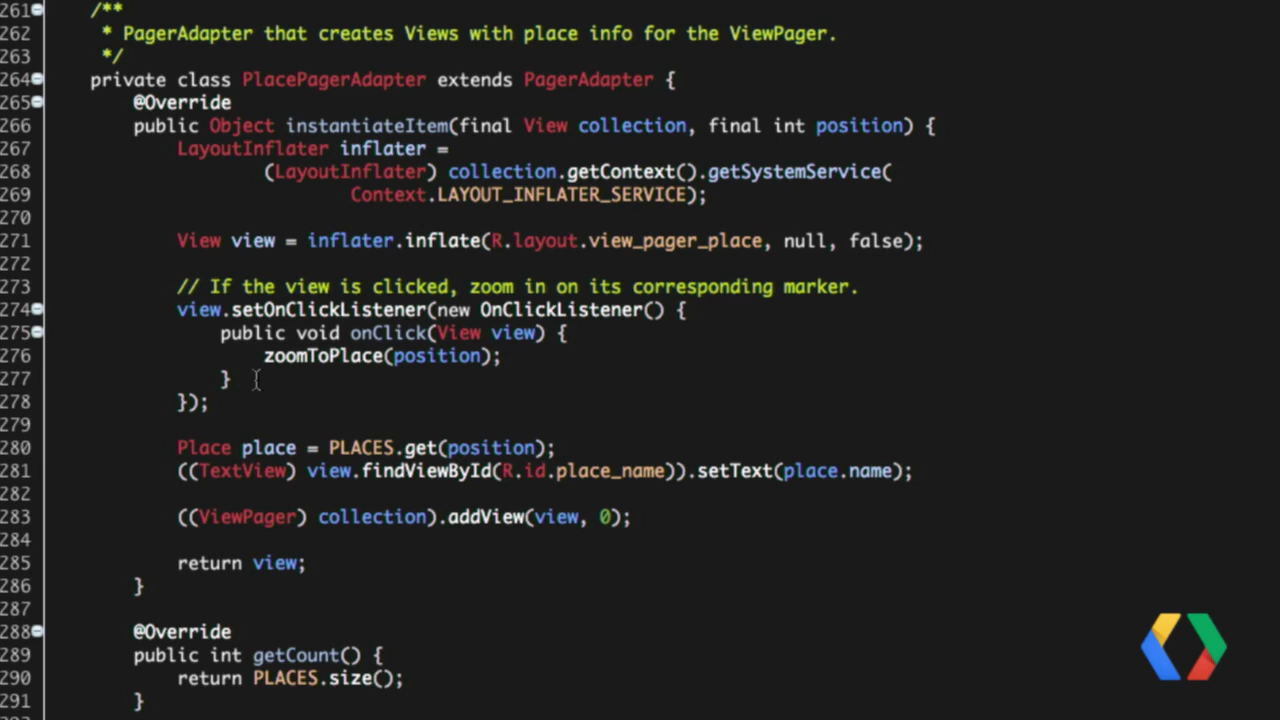 261 /**
262 * PagerAdapter that creates Views with place info for the ViewPager.
263 */
264 private class PlacePagerAdapter extends PagerAdapter {
265 @Override
266 public Object instantiateItem(final View collection, final int position) {
267 LayoutInflater inflater =
268 (LayoutInflater) collection.getContext().getSystemService(
269 Context.LAYOUT_INFLATER_SERVICE);
270
271 View view = inflater.inflate(R.layout.view_pager_place, null, false);
272
273 // If the view is clicked, zoom in on its corresponding marker.
274 view.setOnClickListener(new OnClickListener() {
275 public void onClick(View view) {
276 zoomToPlace(position);
277 }
278 });
279
280 Place place = PLACES.get(position);
281 ((TextView) view.findViewById(R.id.place_name)).setText(place.name);
282
283 ((ViewPager) collection).addView(view, 0);
284
285 return view;
286 }
287
288 @Override
289 public int getCount() {
290 return PLACES.size();
291 }